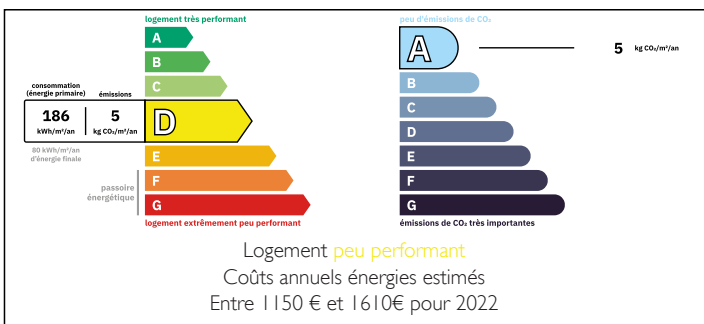 logement très performant
A
B
C
consommation
(énergie primaire)
émissions
186
kWh/m²/an
5
kg CO₂/m²/an
D
80 kWh/m²/an
d'énergie finale
E
passoire
énergétique
F
G
logement extrêmement peu performant
peu d'émissions de CO₂
A
5 kg CO₂/m²/an
B
C
D
E
F
G
émissions de CO₂ très importantes
Logement peu performant
Coûts annuels énergies estimés
Entre 1150 € et 1610€ pour 2022